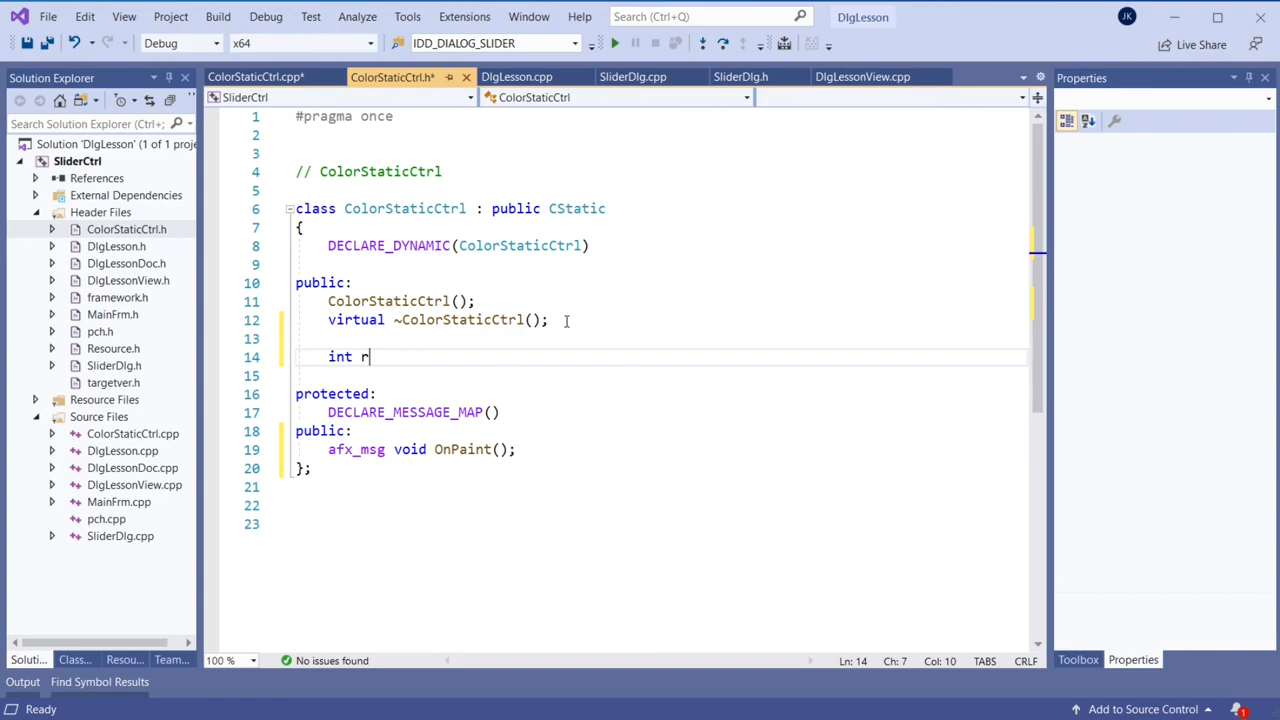 File Edit View Project Build Debug Test Analyze Tools Extensions Window Help Search (Ctrl+Q) DlgLesson JK
Debug x64 IDD_DIALOG_SLIDER Live Share
Solution Explorer
Search Solution Explorer (Ctrl+;
Solution 'DlgLesson' (1 of 1 proje
SliderCtrl
References
External Dependencies
Header Files
ColorStaticCtrl.h
DlgLesson.h
DlgLessonDoc.h
DlgLessonView.h
framework.h
MainFrm.h
pch.h
Resource.h
SliderDlg.h
targetver.h
Resource Files
Source Files
ColorStaticCtrl.cpp
DlgLesson.cpp
DlgLessonDoc.cpp
DlgLessonView.cpp
MainFrm.cpp
pch.cpp
SliderDlg.cpp
Soluti... Class... Resou... Team...
ColorStaticCtrl.cpp* ColorStaticCtrl.h* DlgLesson.cpp SliderDlg.cpp SliderDlg.h DlgLessonView.cpp
SliderCtrl ColorStaticCtrl
1 #pragma once
2
3
4 // ColorStaticCtrl
5
6 class ColorStaticCtrl : public CStatic
7 {
8 DECLARE_DYNAMIC(ColorStaticCtrl)
9
10 public:
11 ColorStaticCtrl();
12 virtual ~ColorStaticCtrl();
13
14 int r
15
16 protected:
17 DECLARE_MESSAGE_MAP()
18 public:
19 afx_msg void OnPaint();
20 };
21
22
23
100 % No issues found Ln: 14 Ch: 7 Col: 10 TABS CRLF
Properties
Toolbox Properties
Output Find Symbol Results
Ready Add to Source Control 1